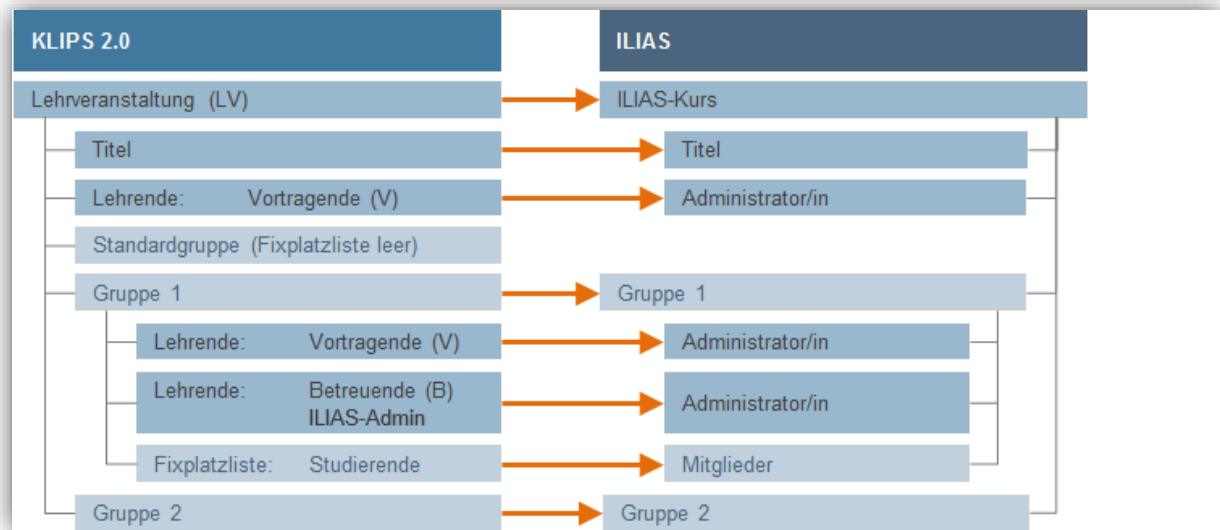 KLIPS 2.0 ILIAS
Lehrveranstaltung (LV) ILIAS-Kurs
Titel Titel
Lehrende: Vortragende (V) Administrator/in
Standardgruppe (Fixplatzliste leer)
Gruppe 1 Gruppe 1
Lehrende: Vortragende (V) Administrator/in
Lehrende: Betreuende (B)
ILIAS-Admin Administrator/in
Fixplatzliste: Studierende Mitglieder
Gruppe 2 Gruppe 2